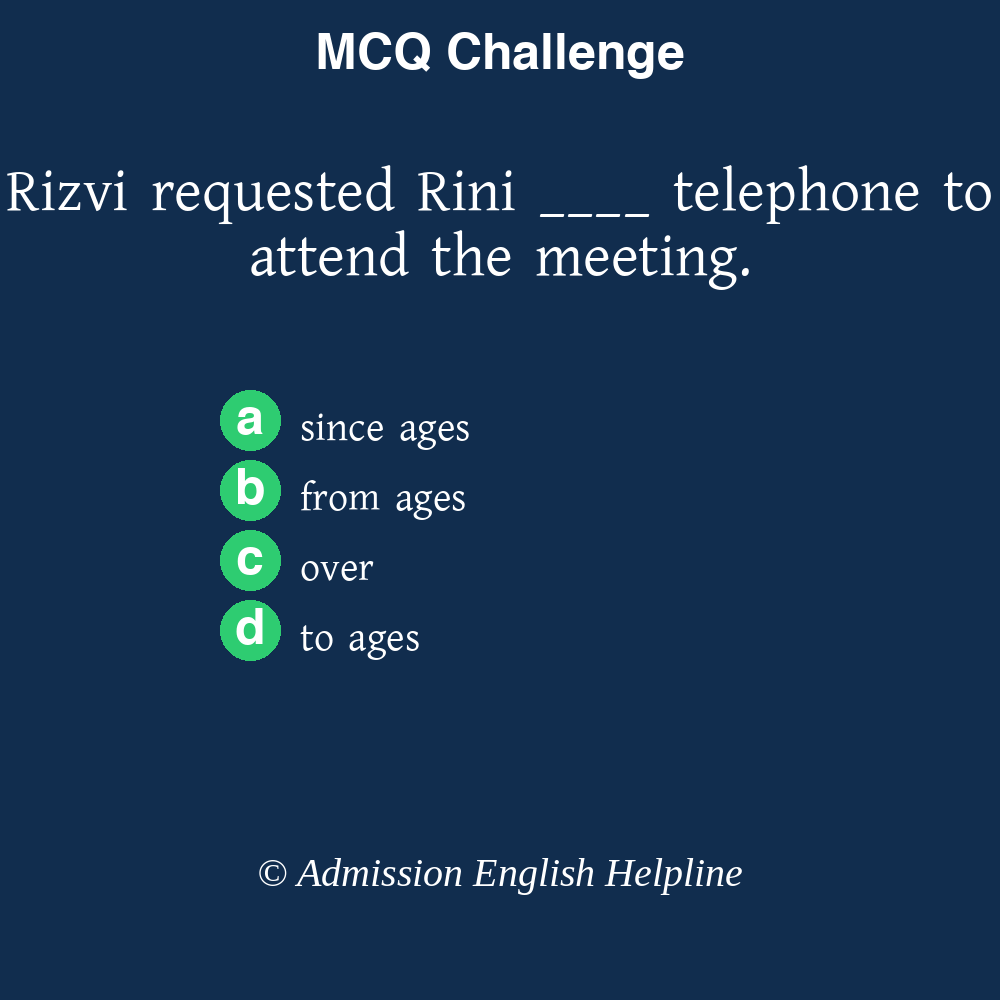 MCQ Challenge
Rizvi requested Rini ____ telephone to
attend the meeting.
a since ages
b from ages
c over
d to ages
© Admission English Helpline